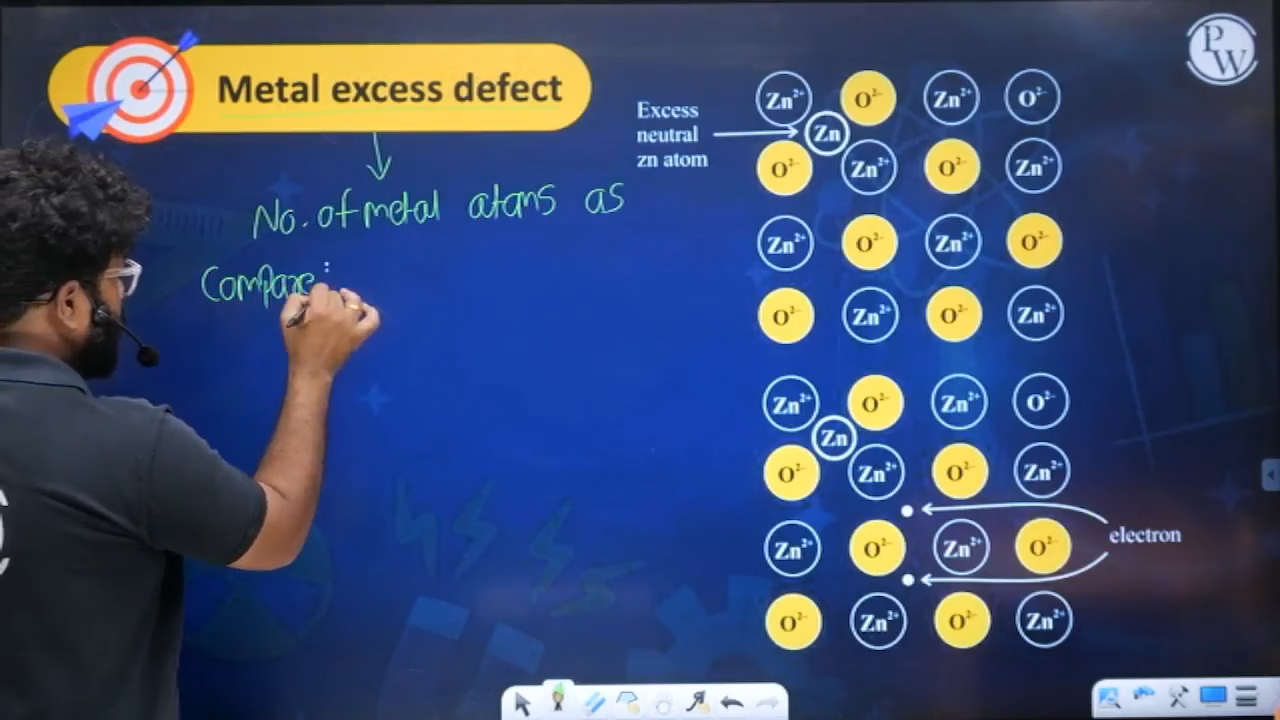 Metal excess defect
PW
No. of metal atoms as
Compare
Excess
neutral
zn atom
Zn²⁺ O²⁻ Zn²⁺ O²⁻
Zn
O²⁻ Zn²⁺ O²⁻ Zn²⁺
Zn²⁺ O²⁻ Zn²⁺ O²⁻
O²⁻ Zn²⁺ O²⁻ Zn²⁺
Zn²⁺ O²⁻ Zn²⁺ O²⁻
Zn
O²⁻ Zn²⁺ O²⁻ Zn²⁺
Zn²⁺ O²⁻ Zn²⁺ O²⁻
electron
O²⁻ Zn²⁺ O²⁻ Zn²⁺